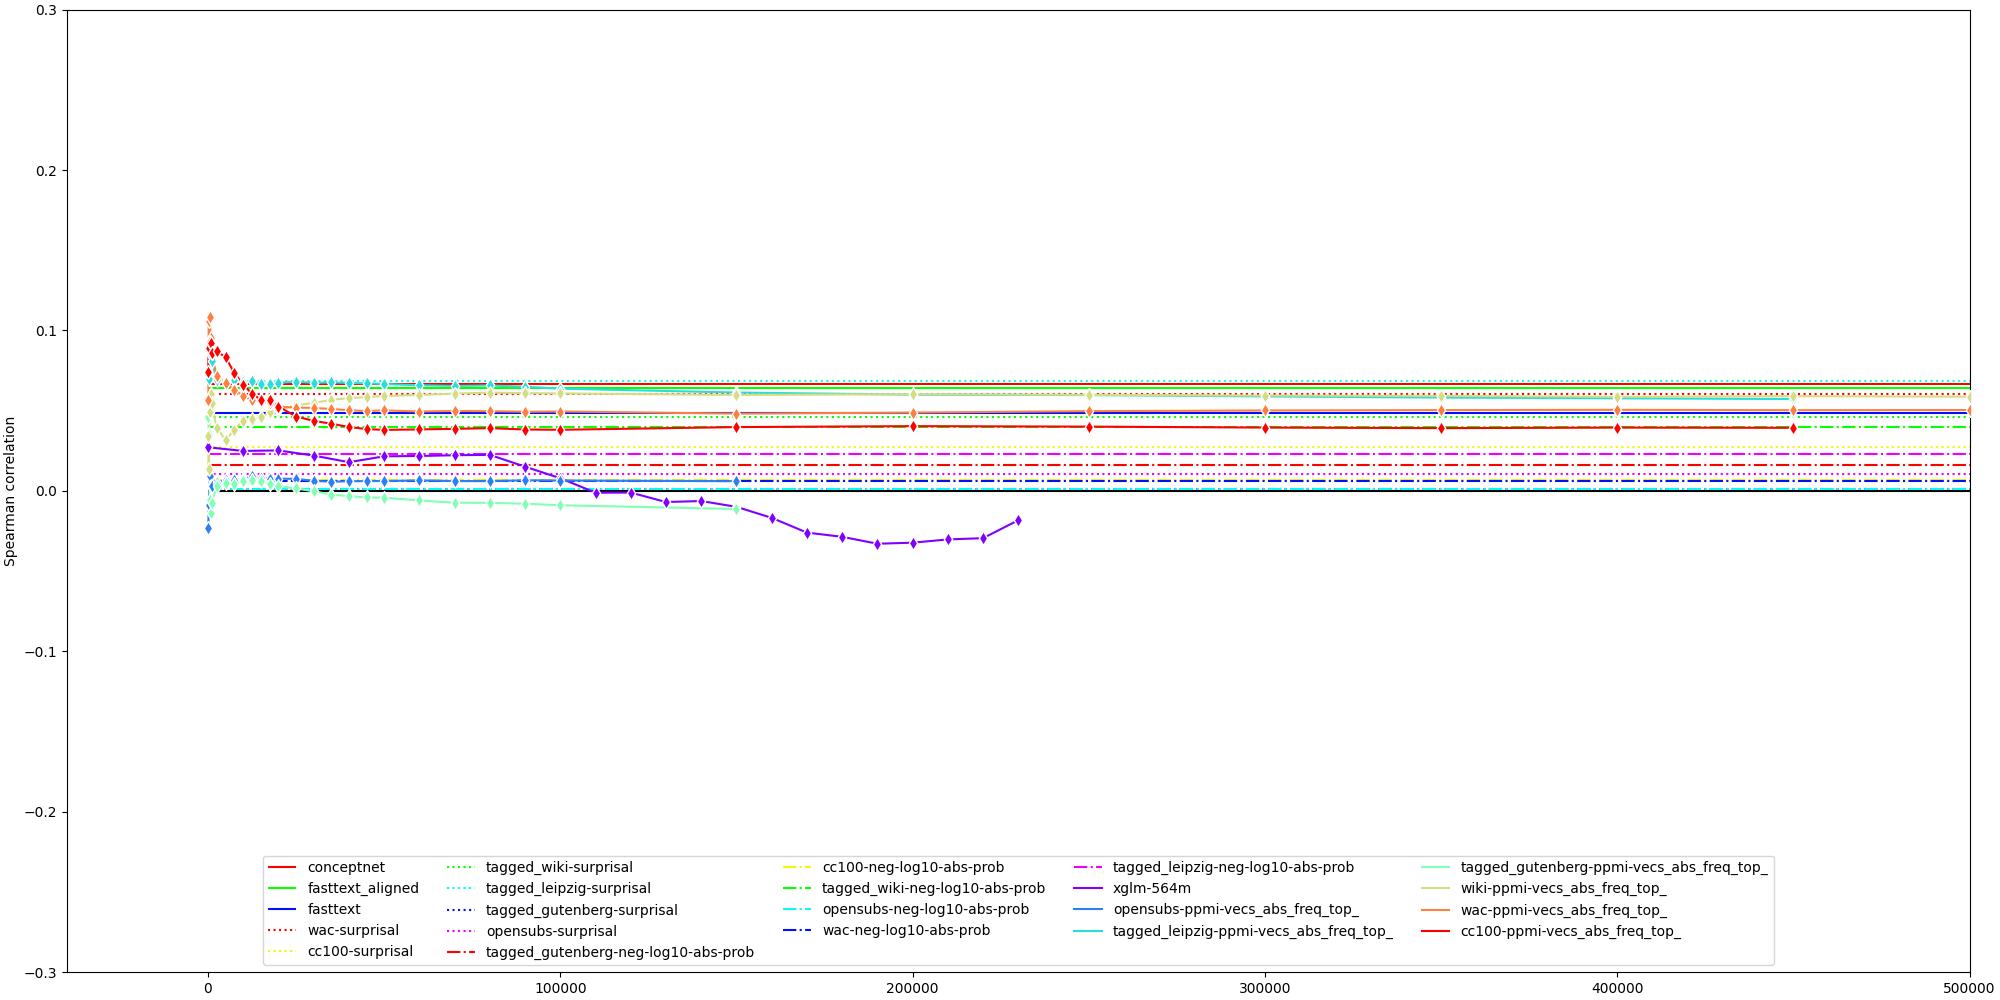 0.3
0.2
0.1
0.0
−0.1
−0.2
−0.3
Spearman correlation
0
100000
200000
300000
400000
500000
conceptnet
fasttext_aligned
fasttext
wac-surprisal
cc100-surprisal
tagged_wiki-surprisal
tagged_leipzig-surprisal
tagged_gutenberg-surprisal
opensubs-surprisal
tagged_gutenberg-neg-log10-abs-prob
cc100-neg-log10-abs-prob
tagged_wiki-neg-log10-abs-prob
opensubs-neg-log10-abs-prob
wac-neg-log10-abs-prob
tagged_leipzig-neg-log10-abs-prob
xglm-564m
opensubs-ppmi-vecs_abs_freq_top_
tagged_leipzig-ppmi-vecs_abs_freq_top_
tagged_gutenberg-ppmi-vecs_abs_freq_top_
wiki-ppmi-vecs_abs_freq_top_
wac-ppmi-vecs_abs_freq_top_
cc100-ppmi-vecs_abs_freq_top_